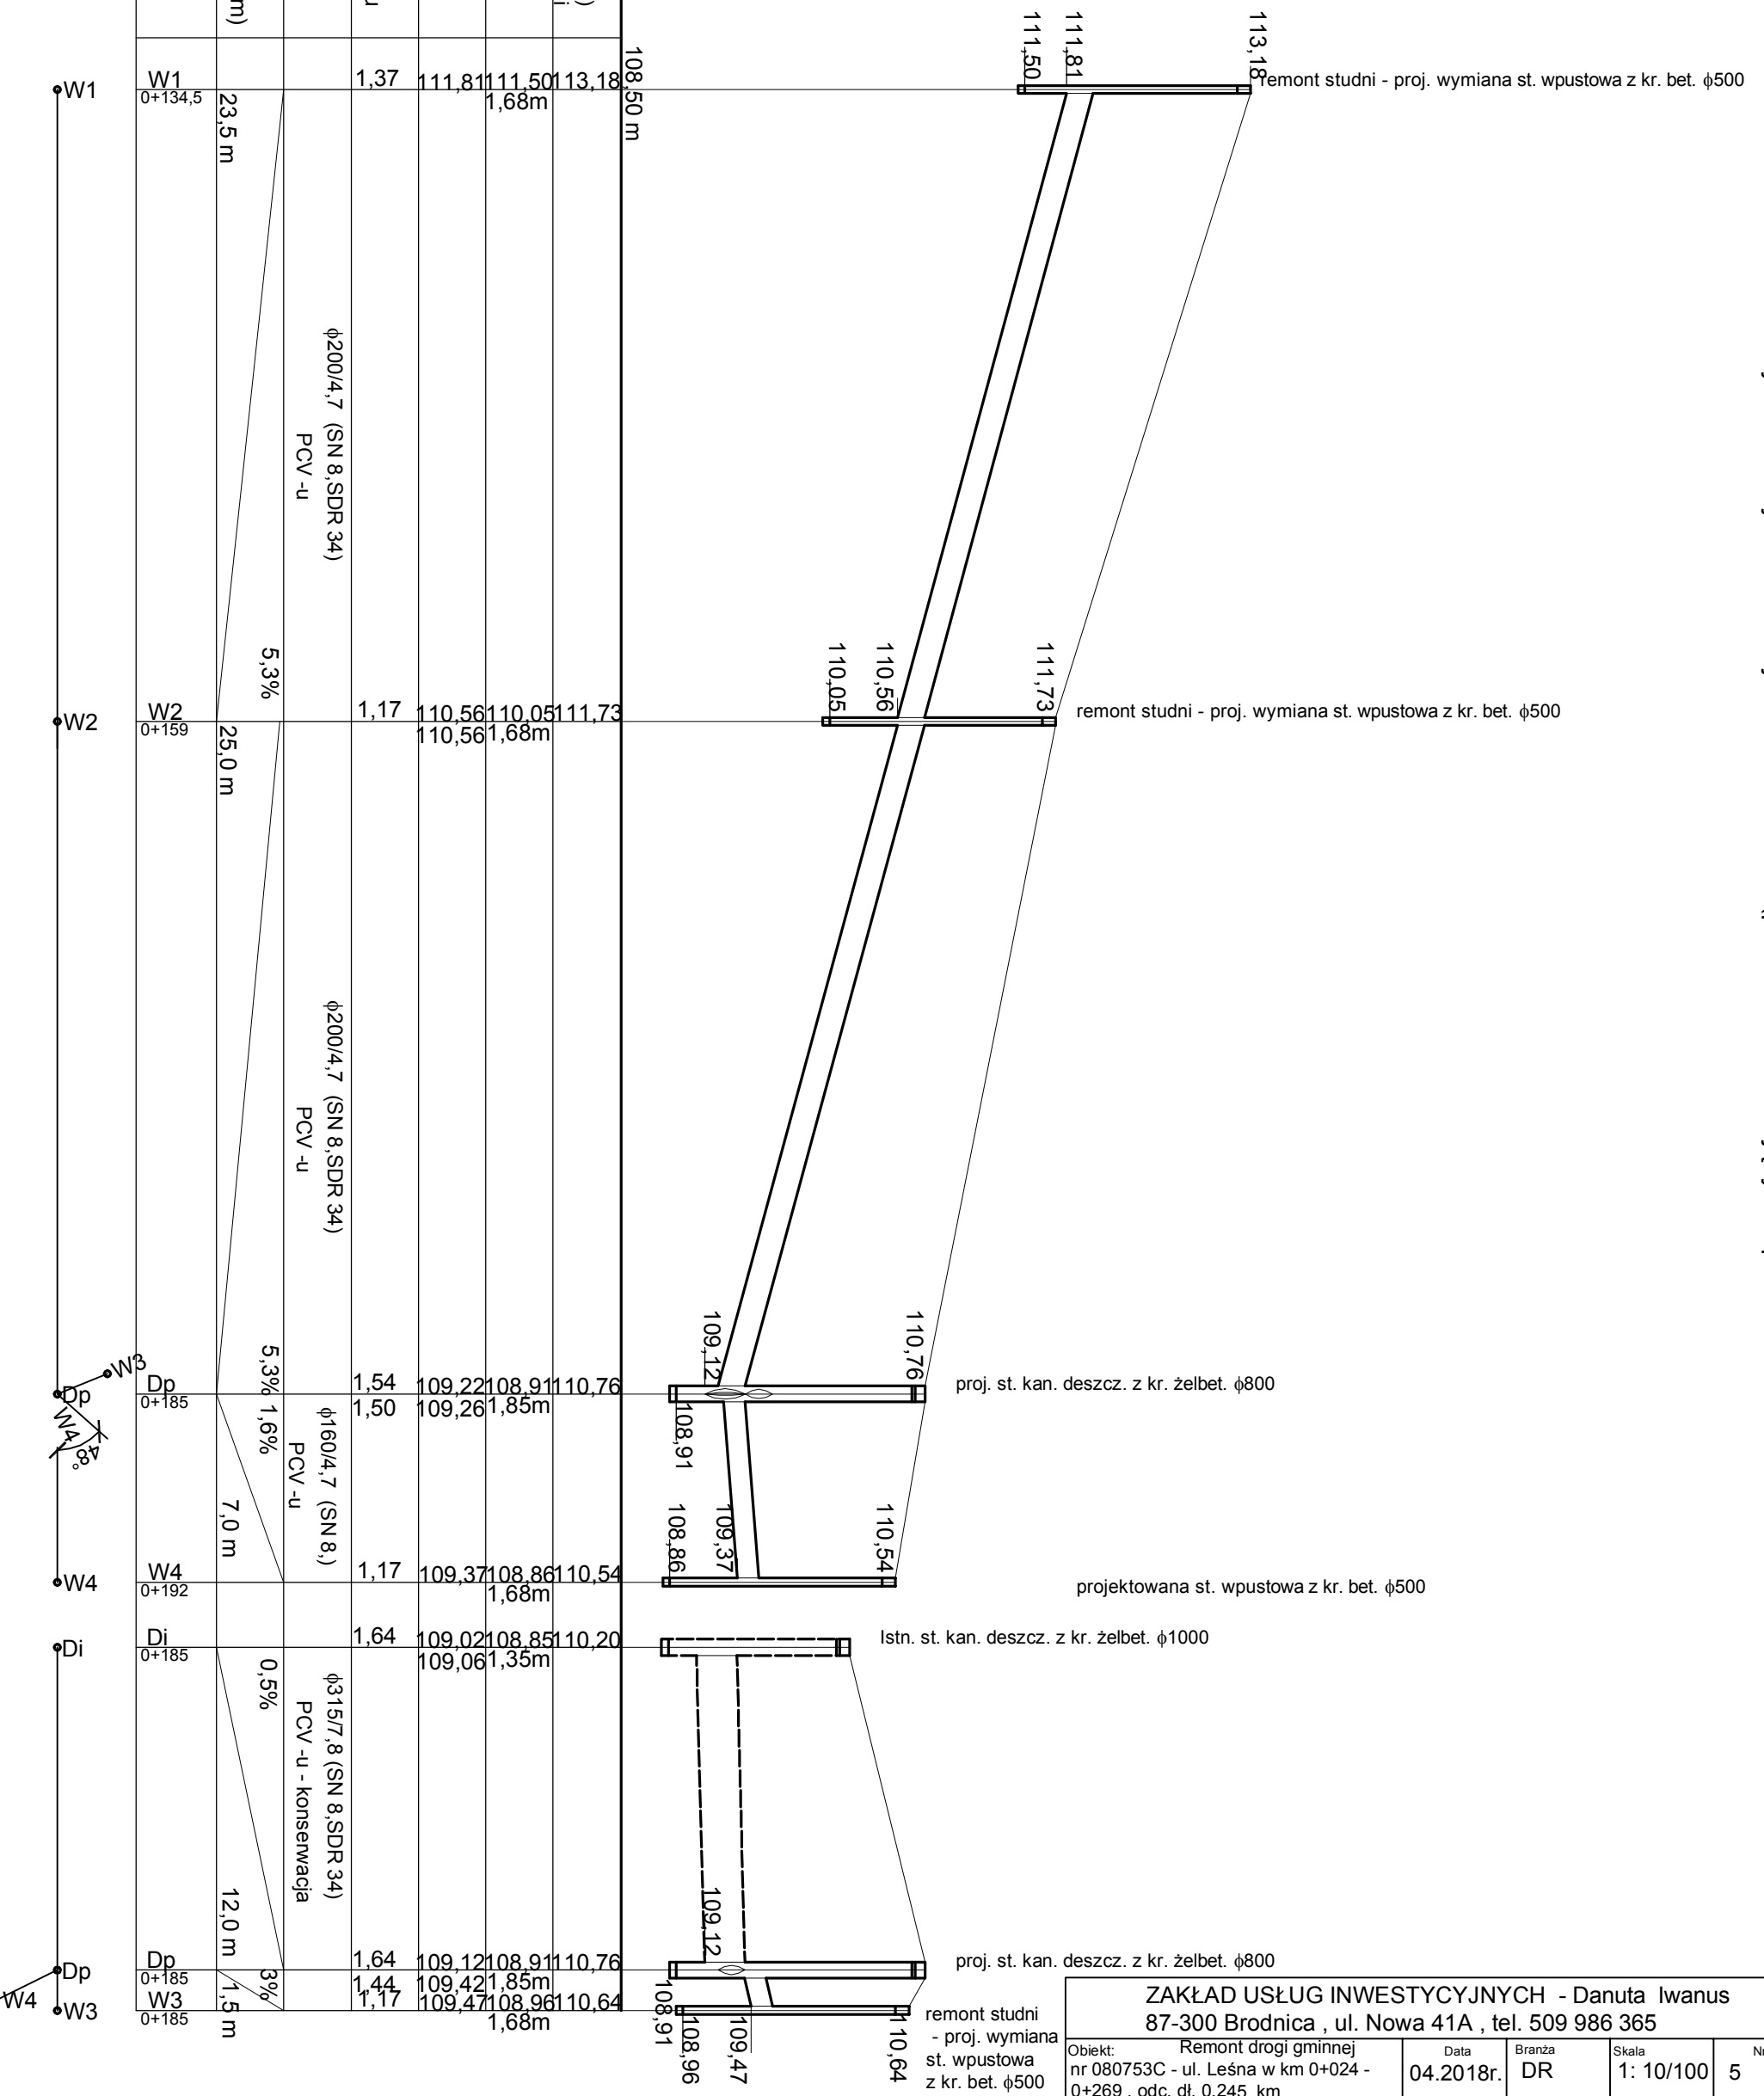 m)
u
)
i
108,50 m
W1
W1
0+134,5
1,37
111,81
111,50
113,18
1,68m
111,50
111,81
113,18
remont studni - proj. wymiana st. wpustowa z kr. bet. ϕ500
23,5 m
ϕ200/4,7 (SN 8,SDR 34)
PCV -u
5,3%
W2
W2
0+159
1,17
110,56
110,05
111,73
110,56
1,68m
110,05
110,56
111,73
remont studni - proj. wymiana st. wpustowa z kr. bet. ϕ500
25,0 m
ϕ200/4,7 (SN 8,SDR 34)
PCV -u
5,3%
W3
Dp
W4
48°
Dp
0+185
1,54
109,22
108,91
110,76
1,50
109,26
1,85m
109,12
110,76
108,91
proj. st. kan. deszcz. z kr. żelbet. ϕ800
1,6%
ϕ160/4,7 (SN 8,)
PCV -u
7,0 m
W4
W4
0+192
1,17
109,37
108,86
110,54
1,68m
108,86
109,37
110,54
projektowana st. wpustowa z kr. bet. ϕ500
Di
Di
0+185
1,64
109,02
108,85
110,20
109,06
1,35m
Istn. st. kan. deszcz. z kr. żelbet. ϕ1000
0,5%
ϕ315/7,8 (SN 8,SDR 34)
PCV -u - konserwacja
12,0 m
Dp
W4
Dp
0+185
1,64
109,12
108,91
110,76
1,44
109,42
1,85m
109,12
108,91
proj. st. kan. deszcz. z kr. żelbet. ϕ800
3%
1,5 m
W3
W3
0+185
1,17
109,47
108,96
110,64
1,68m
108,96
109,47
110,64
remont studni
- proj. wymiana
st. wpustowa
z kr. bet. ϕ500
ZAKŁAD USŁUG INWESTYCYJNYCH - Danuta Iwanus
87-300 Brodnica , ul. Nowa 41A , tel. 509 986 365
Obiekt: Remont drogi gminnej
nr 080753C - ul. Leśna w km 0+024 -
0+269 , odc. dł. 0,245 km
Data
04.2018r.
Branża
DR
Skala
1: 10/100
5